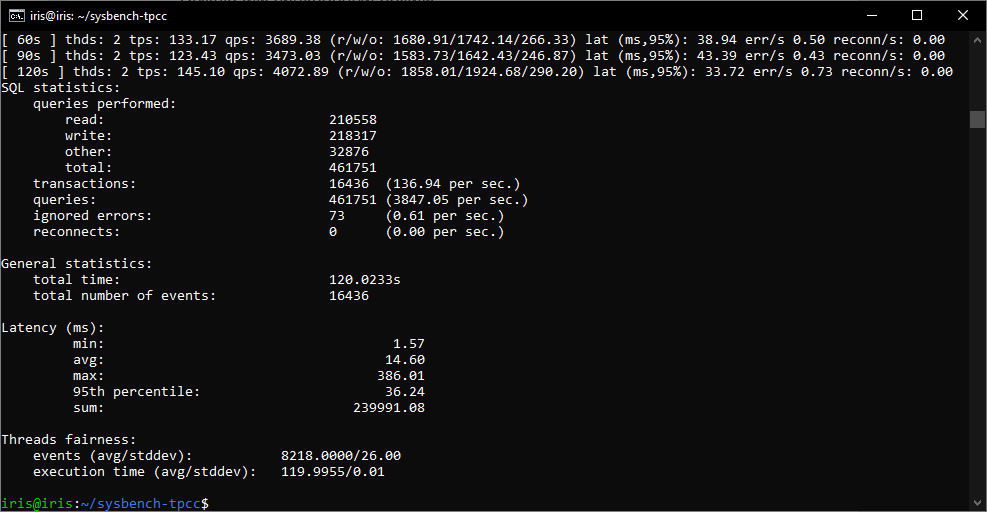 iris@iris: ~/sysbench-tpcc
[ 60s ] thds: 2 tps: 133.17 qps: 3689.38 (r/w/o: 1680.91/1742.14/266.33) lat (ms,95%): 38.94 err/s 0.50 reconn/s: 0.00
[ 90s ] thds: 2 tps: 123.43 qps: 3473.03 (r/w/o: 1583.73/1642.43/246.87) lat (ms,95%): 43.39 err/s 0.43 reconn/s: 0.00
[ 120s ] thds: 2 tps: 145.10 qps: 4072.89 (r/w/o: 1858.01/1924.68/290.20) lat (ms,95%): 33.72 err/s 0.73 reconn/s: 0.00
SQL statistics:
    queries performed:
        read:                            210558
        write:                           218317
        other:                           32876
        total:                           461751
    transactions:                        16436  (136.94 per sec.)
    queries:                             461751 (3847.05 per sec.)
    ignored errors:                      73     (0.61 per sec.)
    reconnects:                          0      (0.00 per sec.)

General statistics:
    total time:                          120.0233s
    total number of events:              16436

Latency (ms):
         min:                                    1.57
         avg:                                   14.60
         max:                                  386.01
         95th percentile:                       36.24
         sum:                               239991.08

Threads fairness:
    events (avg/stddev):           8218.0000/26.00
    execution time (avg/stddev):   119.9955/0.01

iris@iris:~/sysbench-tpcc$